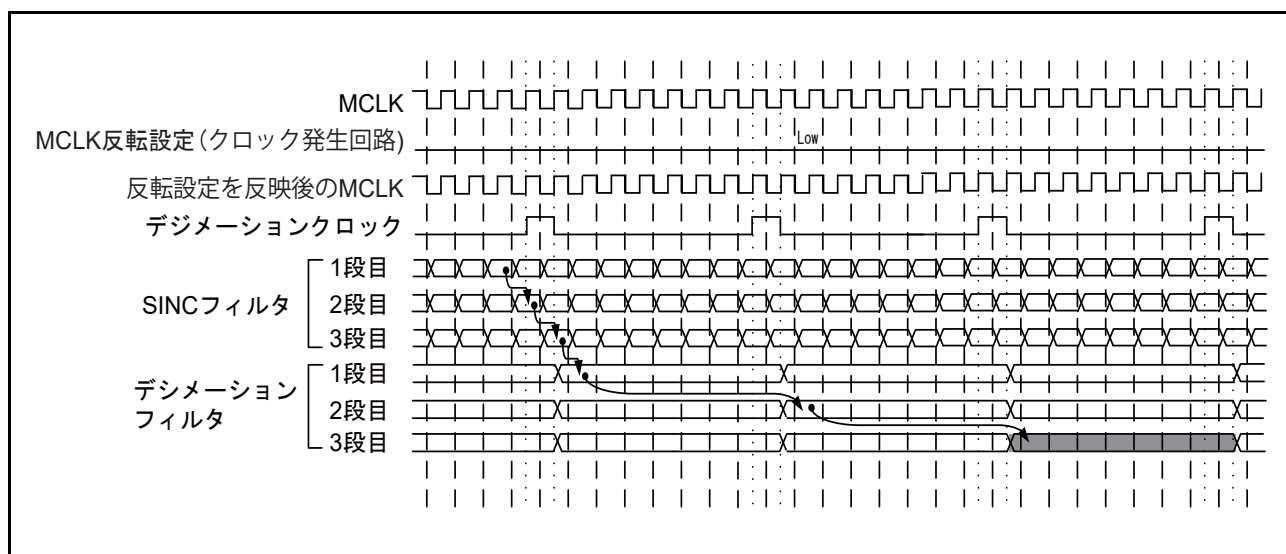 MCLK
MCLK反転設定(クロック発生回路)
Low
反転設定を反映後のMCLK
デジメーションクロック
SINCフィルタ
1段目
2段目
3段目
デシメーション
フィルタ
1段目
2段目
3段目